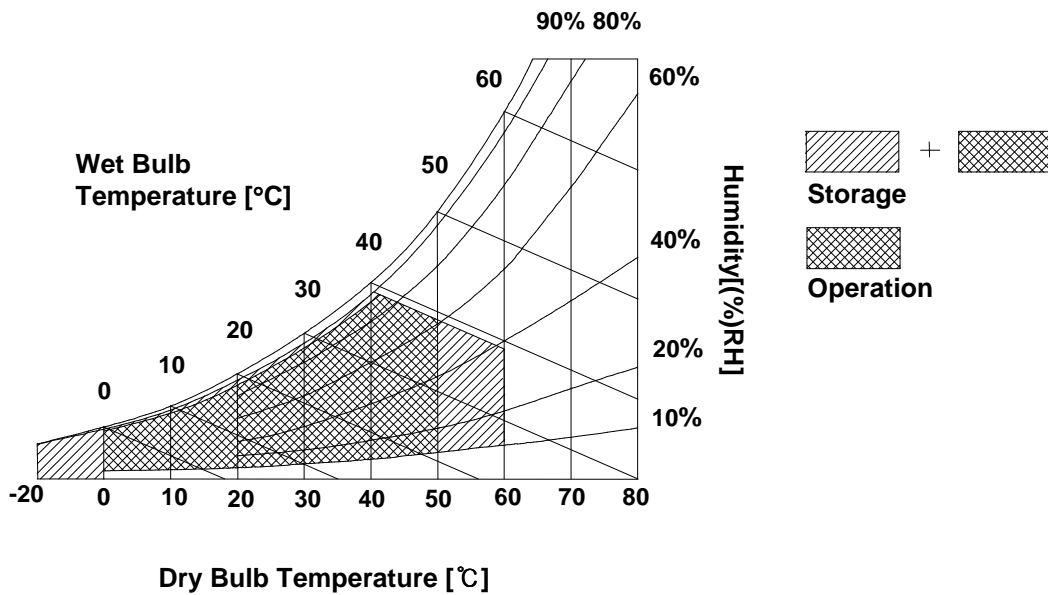 90% 80%
60
60%
Wet Bulb
Temperature [°C]
50
40
30
20
10
0
Humidity[(%)RH]
40%
20%
10%
-20 0 10 20 30 40 50 60 70 80
Dry Bulb Temperature [℃]
+
Storage
Operation